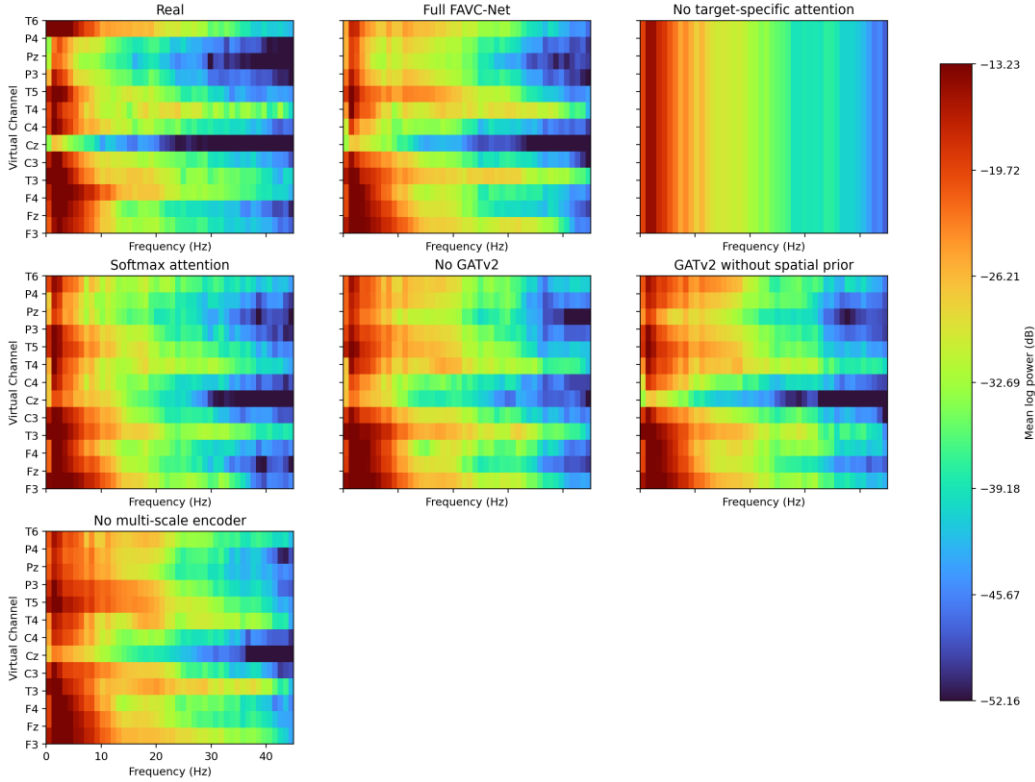 Real
Full FAVC-Net
No target-specific attention
T6
P4
Pz
P3
T5
T4
C4
Cz
C3
T3
F4
Fz
F3
Virtual Channel
Frequency (Hz)
Frequency (Hz)
Frequency (Hz)
Softmax attention
No GATv2
GATv2 without spatial prior
T6
P4
Pz
P3
T5
T4
C4
Cz
C3
T3
F4
Fz
F3
Virtual Channel
Frequency (Hz)
Frequency (Hz)
Frequency (Hz)
No multi-scale encoder
T6
P4
Pz
P3
T5
T4
C4
Cz
C3
T3
F4
Fz
F3
Virtual Channel
0 10 20 30 40
Frequency (Hz)
−13.23
−19.72
−26.21
−32.69
−39.18
−45.67
−52.16
Mean log power (dB)